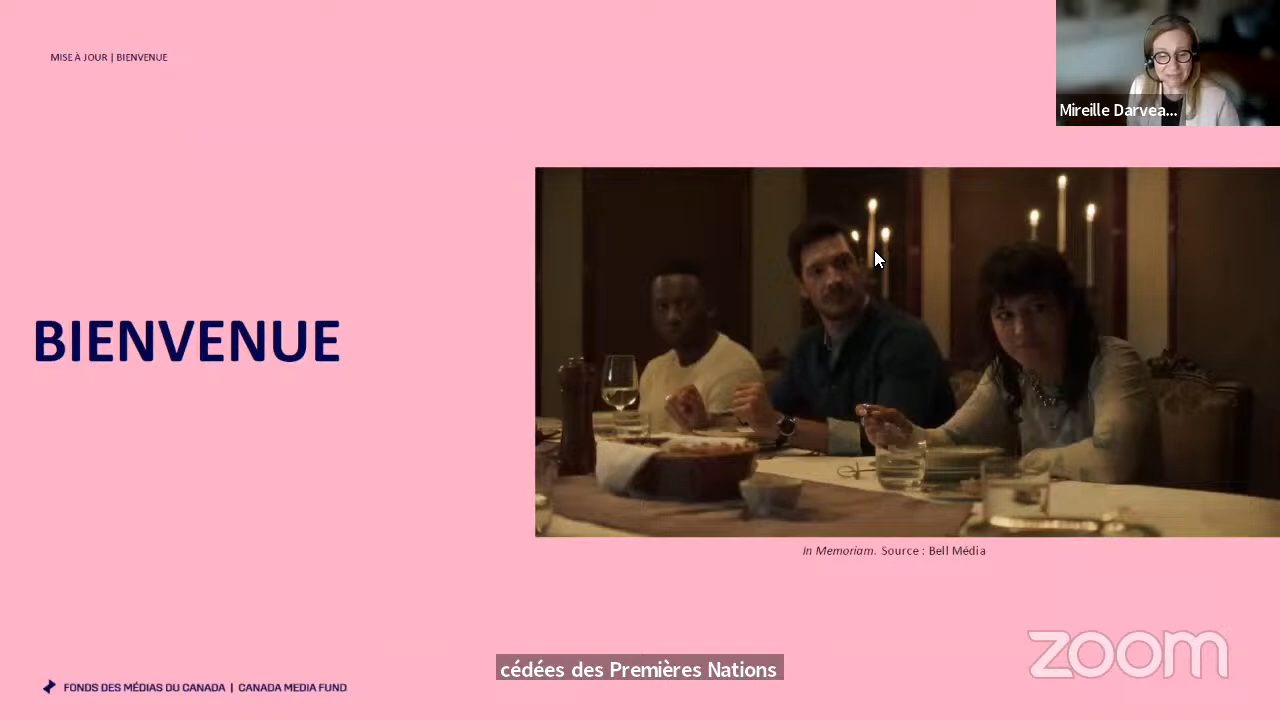 MISE À JOUR | BIENVENUE
Mireille Darvea...
BIENVENUE
In Memoriam. Source : Bell Média
cédées des Premières Nations
zoom
FONDS DES MÉDIAS DU CANADA | CANADA MEDIA FUND